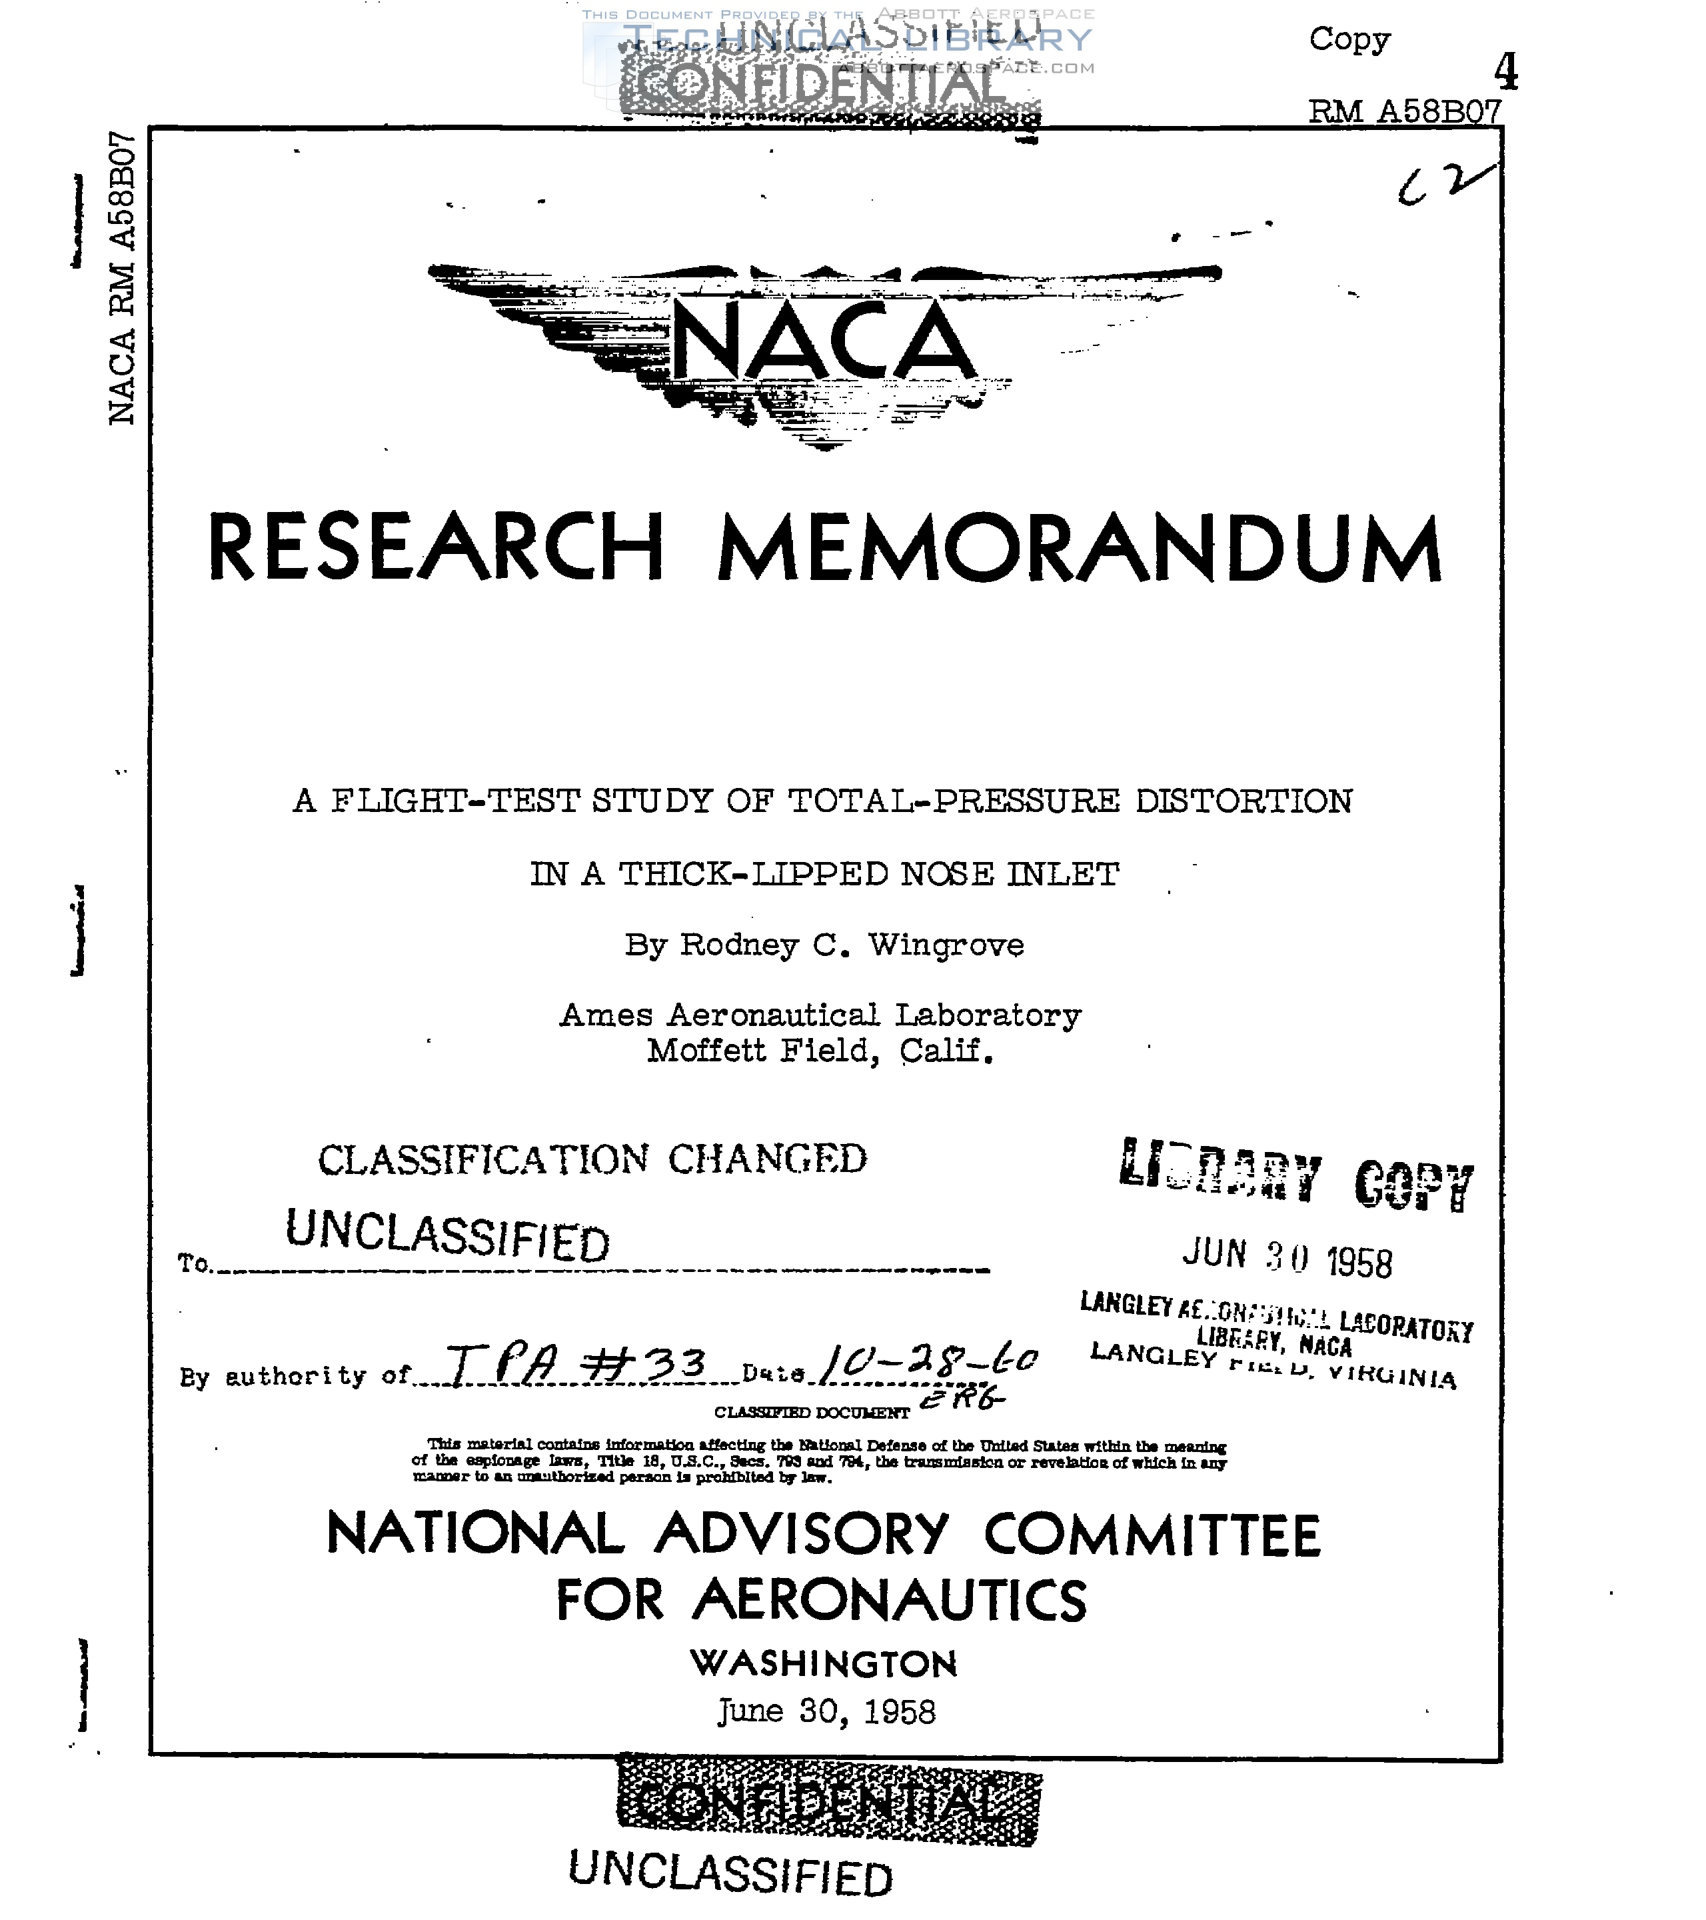 THIS DOCUMENT PROVIDED BY THE ABBOTT AEROSPACE
TECHNICAL LIBRARY
ABBOTTAEROSPACE.COM
UNCLASSIFIED
CONFIDENTIAL
Copy 4
RM A58B07
NACA RM A58B07
C2
NACA
RESEARCH MEMORANDUM
A FLIGHT-TEST STUDY OF TOTAL-PRESSURE DISTORTION
IN A THICK-LIPPED NOSE INLET
By Rodney C. Wingrove
Ames Aeronautical Laboratory
Moffett Field, Calif.
CLASSIFICATION CHANGED
UNCLASSIFIED
To
By authority of TPA #33 Date 10-28-60
ERG
LIBRARY COPY
JUN 30 1958
LANGLEY AERONAUTICAL LABORATORY
LIBRARY, NACA
LANGLEY FIELD, VIRGINIA
CLASSIFIED DOCUMENT
This material contains information affecting the National Defense of the United States within the meaning
of the espionage laws, Title 18, U.S.C., Secs. 793 and 794, the transmission or revelation of which in any
manner to an unauthorized person is prohibited by law.
NATIONAL ADVISORY COMMITTEE
FOR AERONAUTICS
WASHINGTON
June 30, 1958
CONFIDENTIAL
UNCLASSIFIED